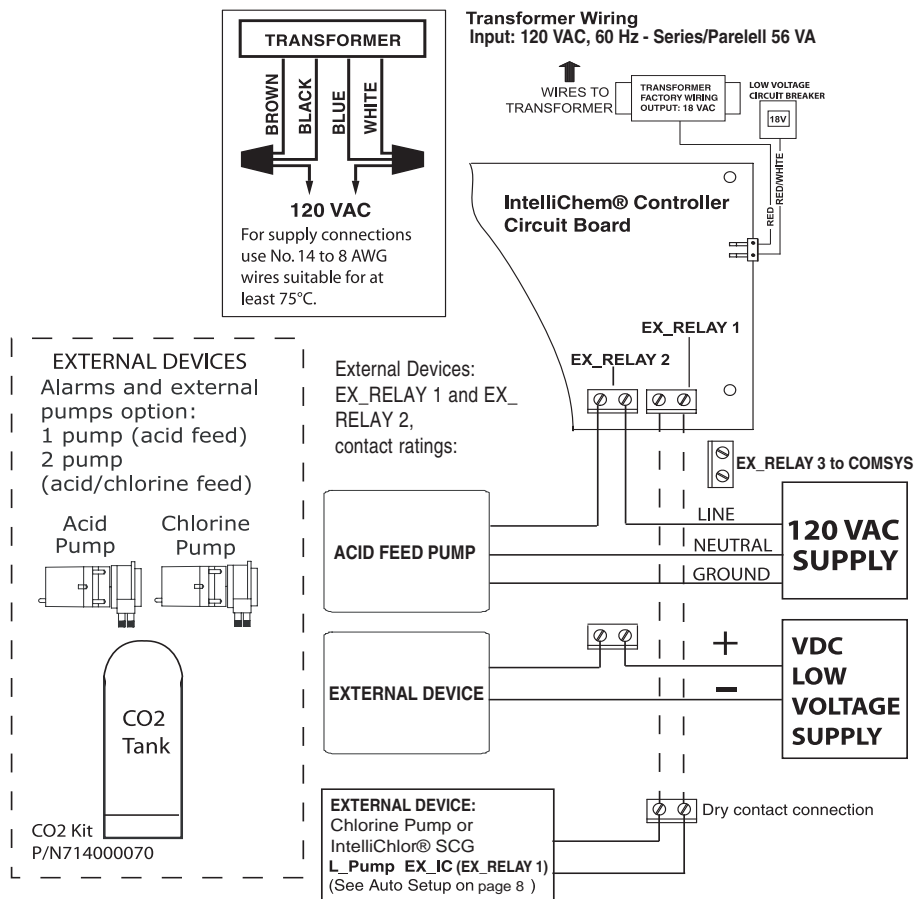 TRANSFORMER
BROWN
BLACK
BLUE
WHITE
120 VAC
For supply connections
use No. 14 to 8 AWG
wires suitable for at
least 75°C.
Transformer Wiring
Input: 120 VAC, 60 Hz - Series/Parelell 56 VA
WIRES TO
TRANSFORMER
TRANSFORMER
FACTORY WIRING
OUTPUT: 18 VAC
LOW VOLTAGE
CIRCUIT BREAKER
18V
RED
RED/WHITE
IntelliChem® Controller
Circuit Board
EX_RELAY 1
EX_RELAY 2
EXTERNAL DEVICES
Alarms and external
pumps option:
1 pump (acid feed)
2 pump
(acid/chlorine feed)
Acid
Pump
Chlorine
Pump
CO2
Tank
CO2 Kit
P/N714000070
External Devices:
EX_RELAY 1 and EX_
RELAY 2,
contact ratings:
EX_RELAY 3 to COMSYS
ACID FEED PUMP
LINE
NEUTRAL
GROUND
120 VAC
SUPPLY
EXTERNAL DEVICE
+
–
VDC
LOW
VOLTAGE
SUPPLY
EXTERNAL DEVICE:
Chlorine Pump or
IntelliChlor® SCG
L_Pump EX_IC (EX_RELAY 1)
(See Auto Setup on page 8 )
Dry contact connection